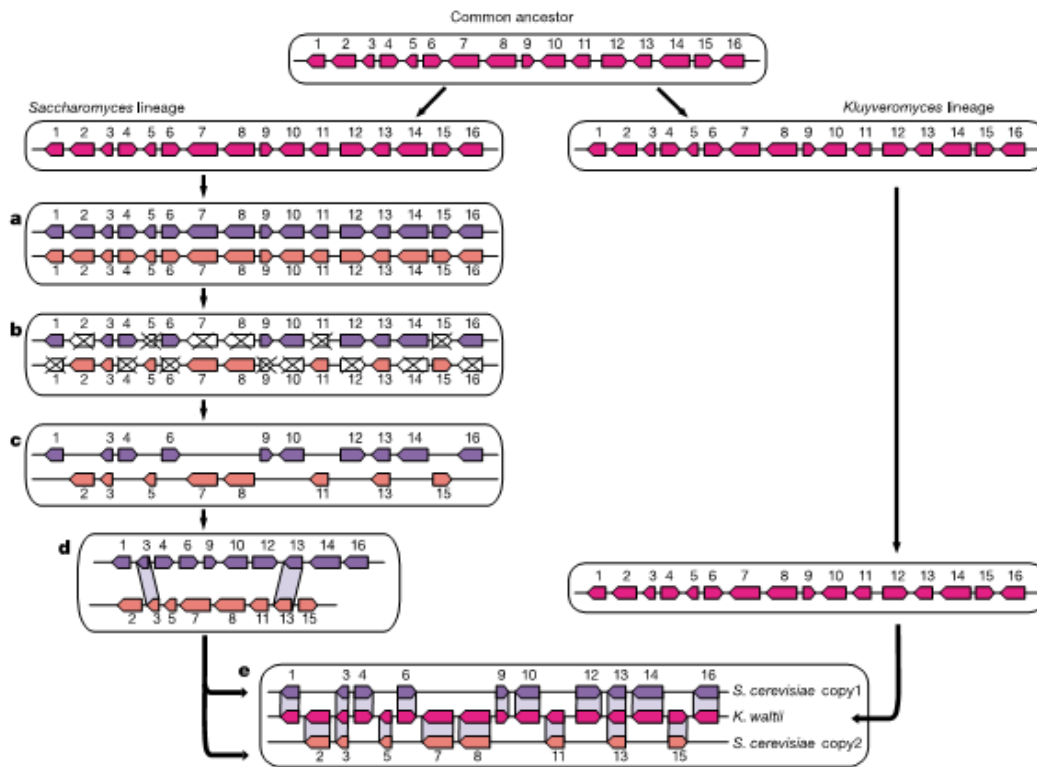 Common ancestor
1 2 3 4 5 6 7 8 9 10 11 12 13 14 15 16
Saccharomyces lineage
1 2 3 4 5 6 7 8 9 10 11 12 13 14 15 16
Kluyveromyces lineage
1 2 3 4 5 6 7 8 9 10 11 12 13 14 15 16
a
1 2 3 4 5 6 7 8 9 10 11 12 13 14 15 16
1 2 3 4 5 6 7 8 9 10 11 12 13 14 15 16
b
1 2 3 4 5 6 7 8 9 10 11 12 13 14 15 16
1 2 3 4 5 6 7 8 9 10 11 12 13 14 15 16
c
1 3 4 6 9 10 12 13 14 16
2 3 5 7 8 11 13 15
d
1 3 4 6 9 10 12 13 14 16
2 3 5 7 8 11 13 15
1 2 3 4 5 6 7 8 9 10 11 12 13 14 15 16
e
1 3 4 6 9 10 12 13 14 16
S. cerevisiae copy1
K. waltii
S. cerevisiae copy2
2 3 5 7 8 11 13 15